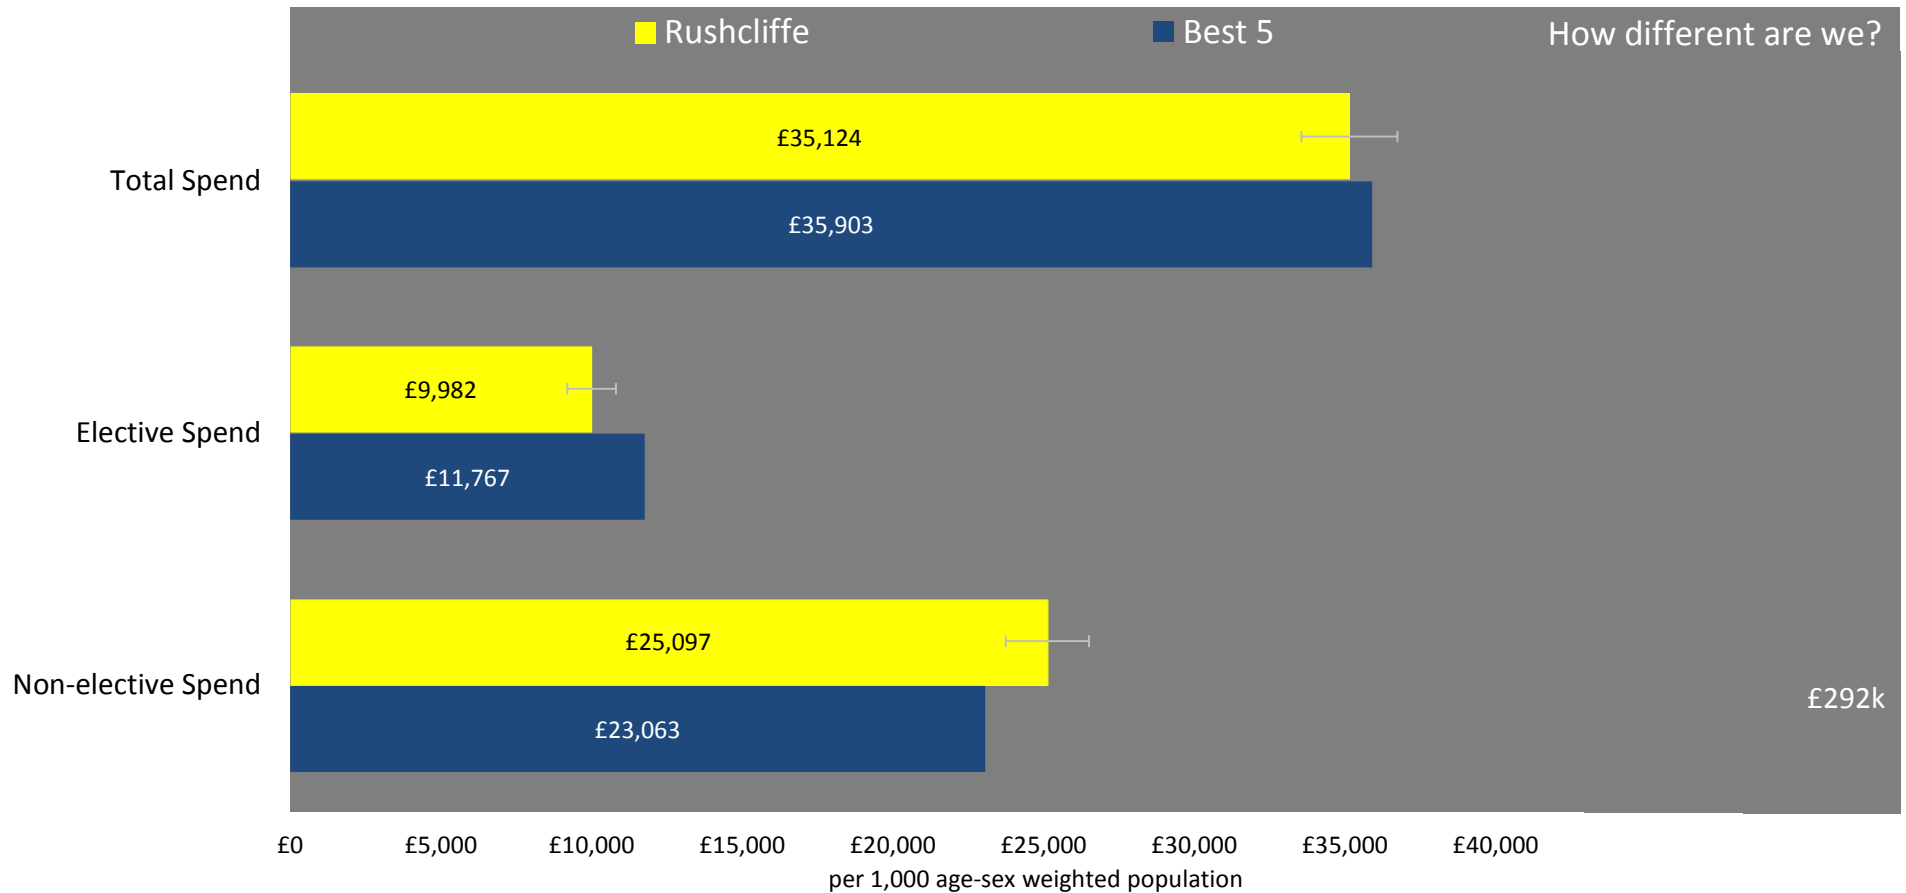 Rushcliffe
Best 5
How different are we?
Total Spend
£35,124
£35,903
Elective Spend
£9,982
£11,767
Non-elective Spend
£25,097
£23,063
£292k
£0 £5,000 £10,000 £15,000 £20,000 £25,000 £30,000 £35,000 £40,000
per 1,000 age-sex weighted population